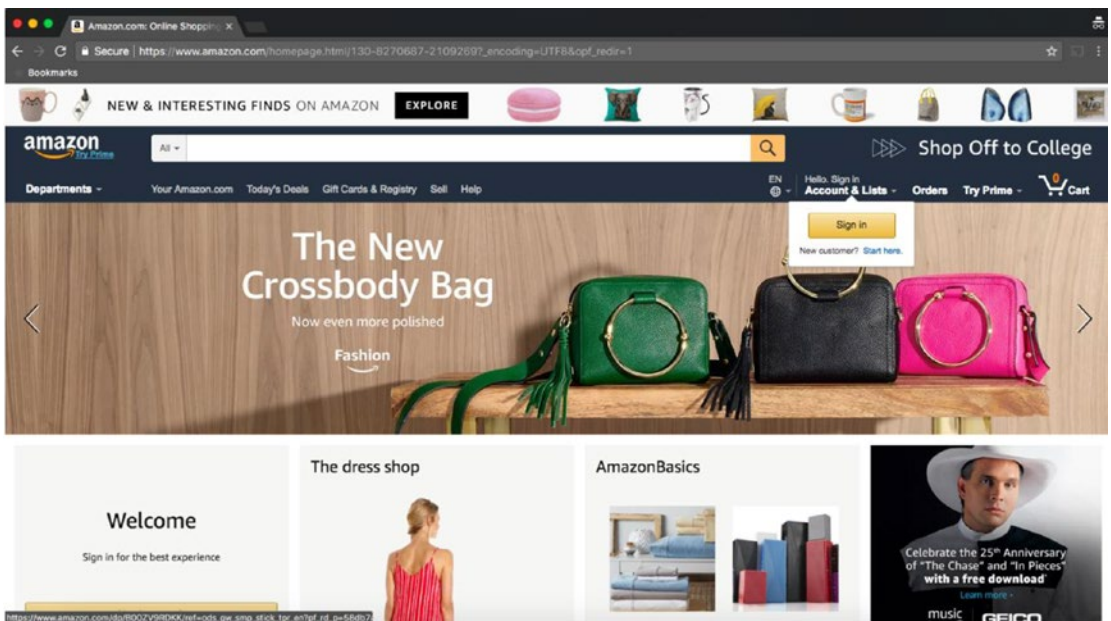 Amazon.com: Online Shopping
Secure | https://www.amazon.com/homepage.html/130-8270687-2109269?_encoding=UTF8&opf_redir=1
Bookmarks
NEW & INTERESTING FINDS ON AMAZON EXPLORE
amazon
Try Prime
All
Shop Off to College
Departments
Your Amazon.com Today's Deals Gift Cards & Registry Sell Help
EN
Hello. Sign in
Account & Lists Orders Try Prime 0 Cart
Sign in
New customer? Start here.
The New
Crossbody Bag
Now even more polished
Fashion
Welcome
Sign in for the best experience
The dress shop
AmazonBasics
Celebrate the 25th Anniversary
of "The Chase" and "In Pieces"
with a free download*
Learn more
music GEICO